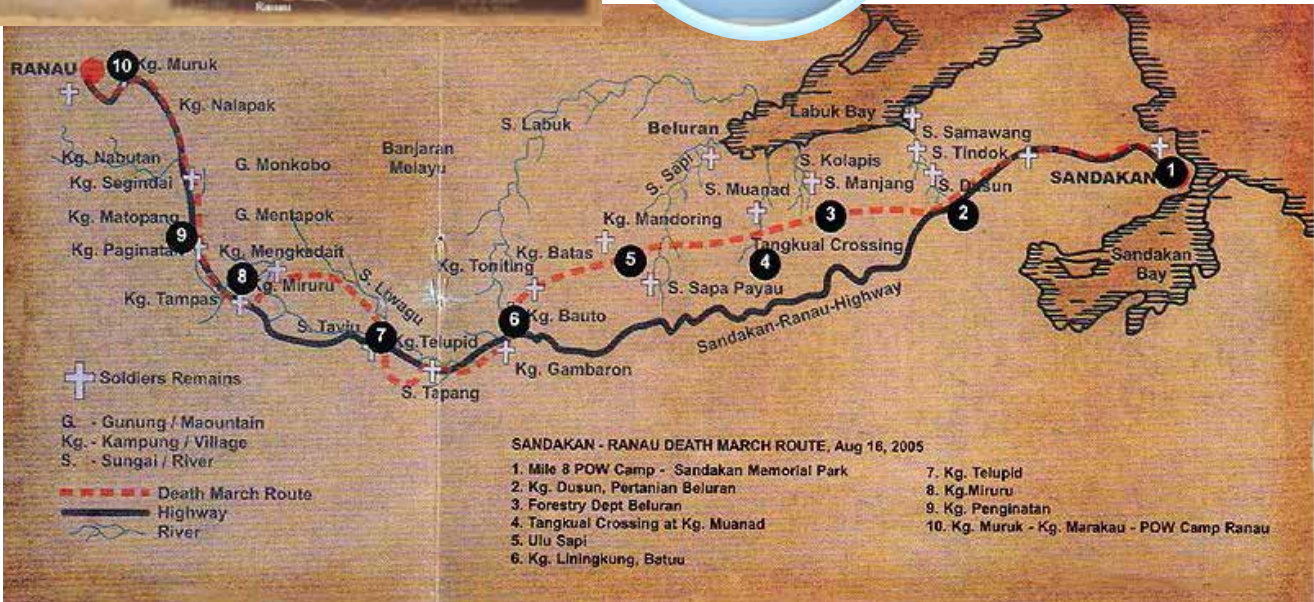 Ranau
RANAU
10
Kg. Muruk
Kg. Nalapak
Kg. Nabutan
Kg. Segindai
G. Monkobo
Banjaran
Melayu
S. Labuk
Beluran
Labuk Bay
S. Samawang
S. Tindok
S. Kolapis
S. Sapi
S. Muanad
S. Manjang
S. Dusun
SANDAKAN
1
2
3
Kg. Matopang
G. Mentapok
9
Kg. Paginatan
Kg. Mengkadait
8
Kg. Miruru
Kg. Mandoring
Kg. Batas
5
Tangkual Crossing
4
Kg. Toniting
S. Sapa Payau
Sandakan
Bay
Kg. Tampas
S. Liwagu
S. Taviu
7
Kg.Telupid
6
Kg. Bauto
Sandakan-Ranau-Highway
Kg. Gambaron
S. Tapang
Soldiers Remains
G. - Gunung / Maountain
Kg. - Kampung / Village
S. - Sungai / River
Death March Route
Highway
River
SANDAKAN - RANAU DEATH MARCH ROUTE, Aug 16, 2005
1. Mile 8 POW Camp - Sandakan Memorial Park
2. Kg. Dusun, Pertanian Beluran
3. Forestry Dept Beluran
4. Tangkual Crossing at Kg. Muanad
5. Ulu Sapi
6. Kg. Liningkung, Batuu
7. Kg. Telupid
8. Kg.Miruru
9. Kg. Penginatan
10. Kg. Muruk - Kg. Marakau - POW Camp Ranau